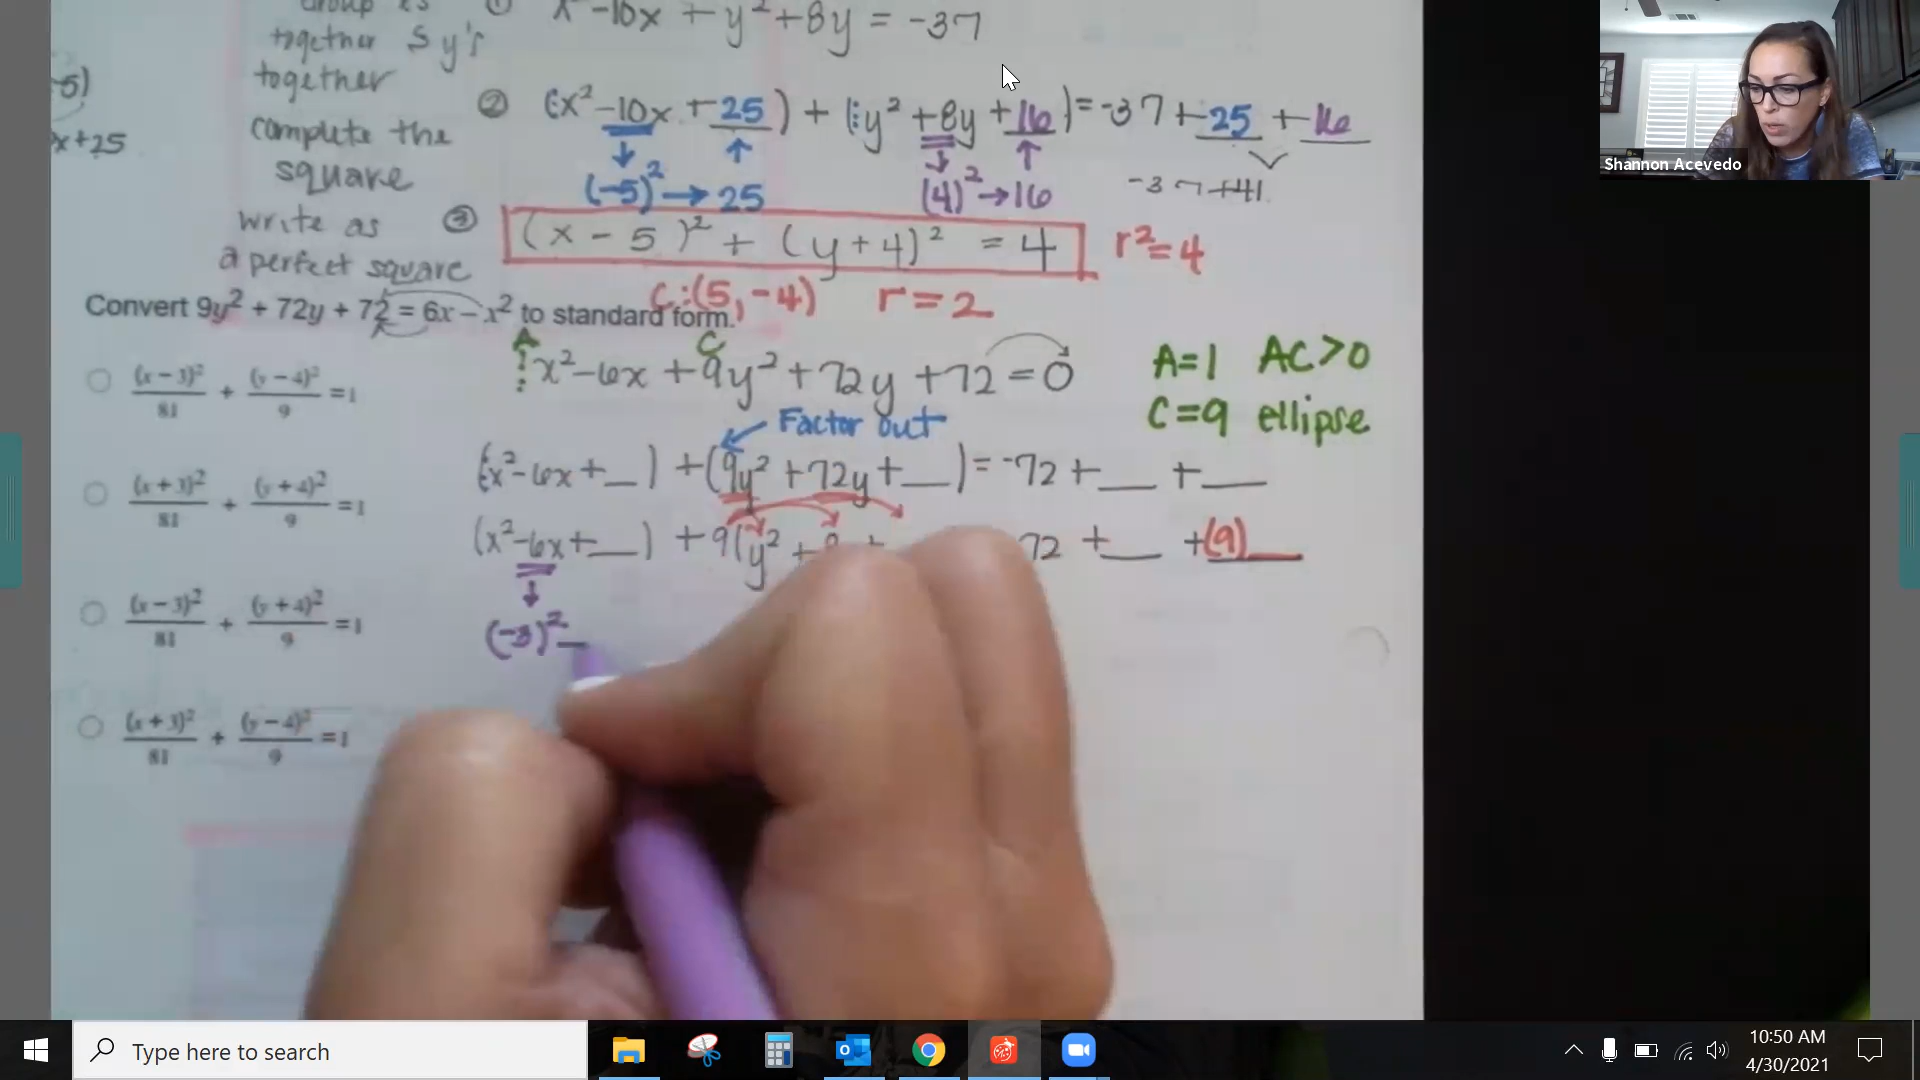 together & y's
① x² -10x + y² + 8y = -37
together
-5)
② (x² -10x + 25) + (y² +8y +16) = -37 +25 +16
x+25
complete the
square
(-5)² → 25
(4)² → 16
-37+41
write as
a perfect square
③ (x - 5)² + (y+4)² = 4
r²=4
C:(5,-4) r=2
Convert 9y² + 72y + 72 = 6x – x² to standard form.
A C
x² -6x + 9y² + 72y + 72 = 0
A=1 AC>0
C=9 ellipse
Factor out
(x² -6x + __) + (9y² + 72y + __) = -72 + __ + __
(x² -6x + __) + 9(y² + 72 + __ + (9)__
(-3)²
(x – 3)²/81 + (y – 4)²/9 = 1
(x + 3)²/81 + (y + 4)²/9 = 1
(x – 3)²/81 + (y + 4)²/9 = 1
(x + 3)²/81 + (y – 4)²/9 = 1
Shannon Acevedo
Type here to search
10:50 AM
4/30/2021